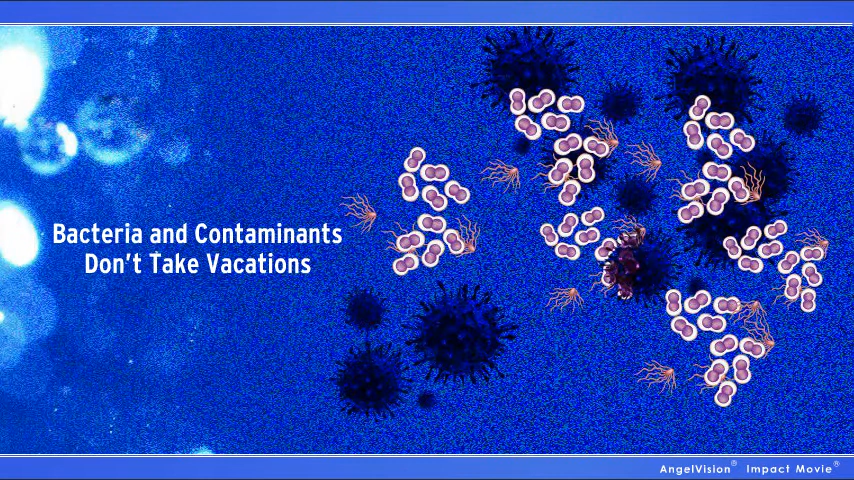 Bacteria and Contaminants
Don't Take Vacations
AngelVision® Impact Movie®